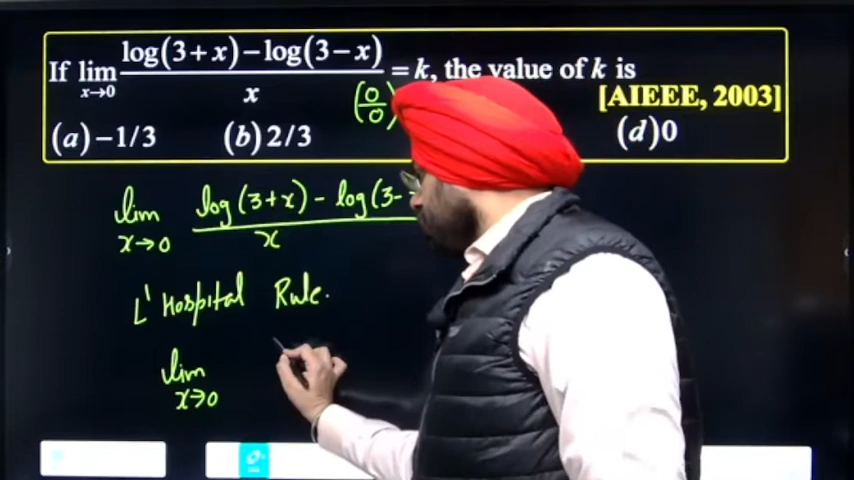 If lim x→0 log(3+x)−log(3−x) / x = k, the value of k is
(0/0)
[AIEEE, 2003]
(a) −1/3 (b) 2/3 (d) 0
lim x→0 log (3+x) − log (3-
x
L' Hospital Rule.
lim
x→0